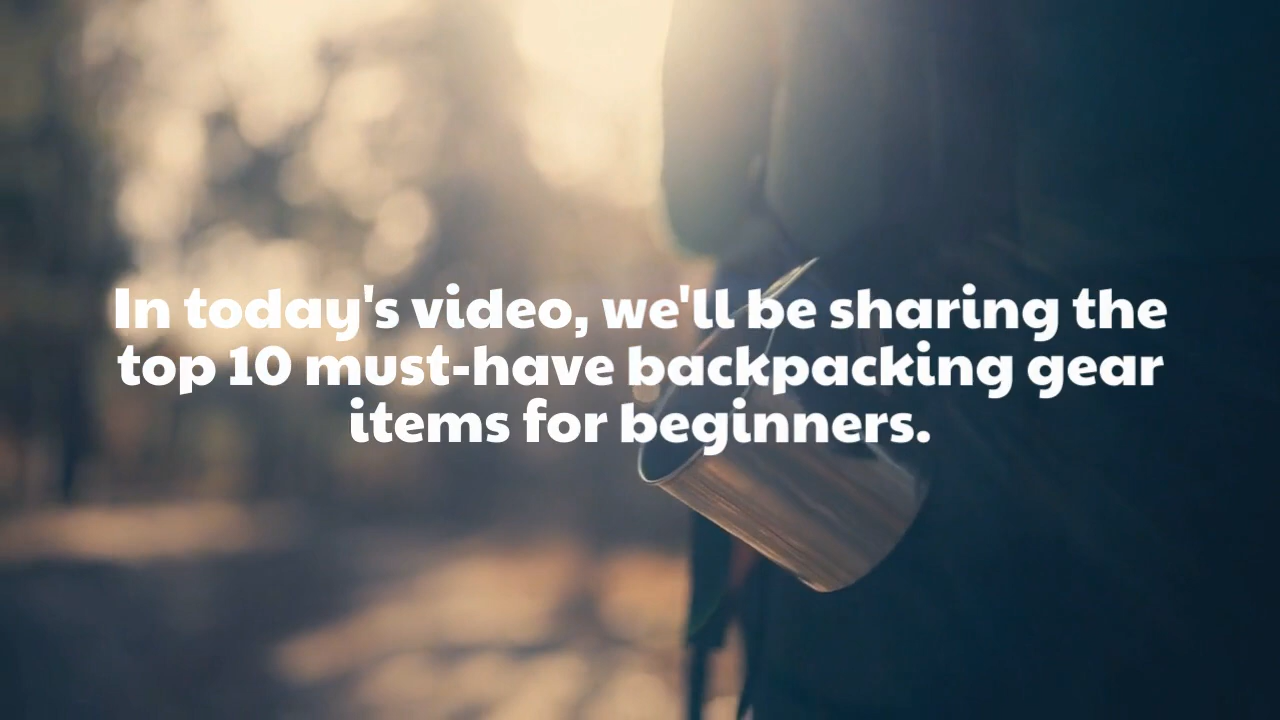 In today's video, we'll be sharing the
top 10 must-have backpacking gear
items for beginners.